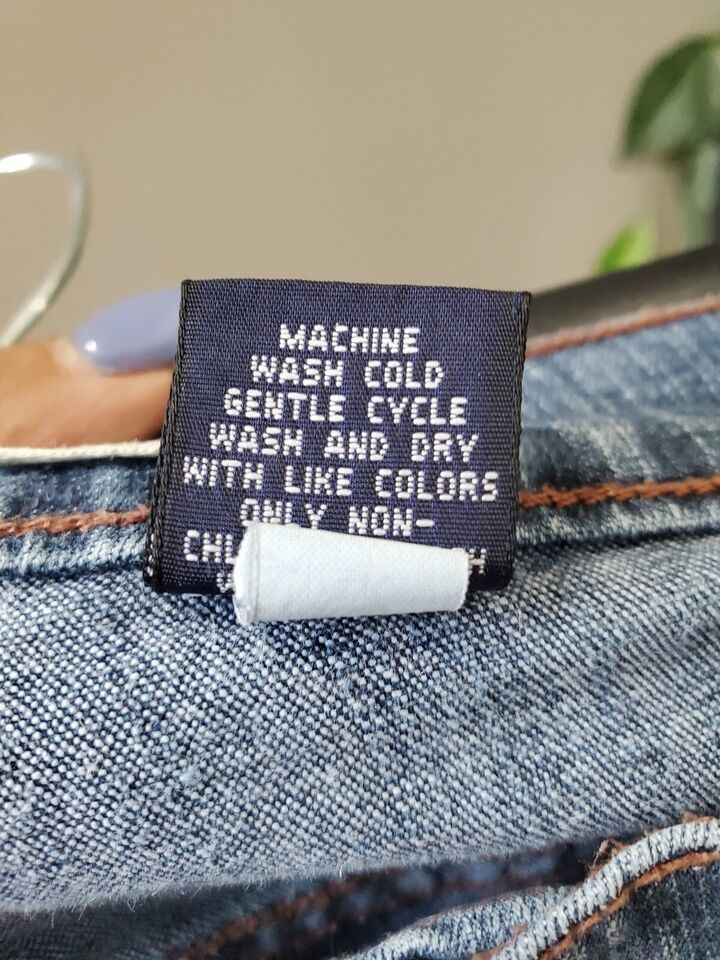 MACHINE
WASH COLD
GENTLE CYCLE
WASH AND DRY
WITH LIKE COLORS
ONLY NON-